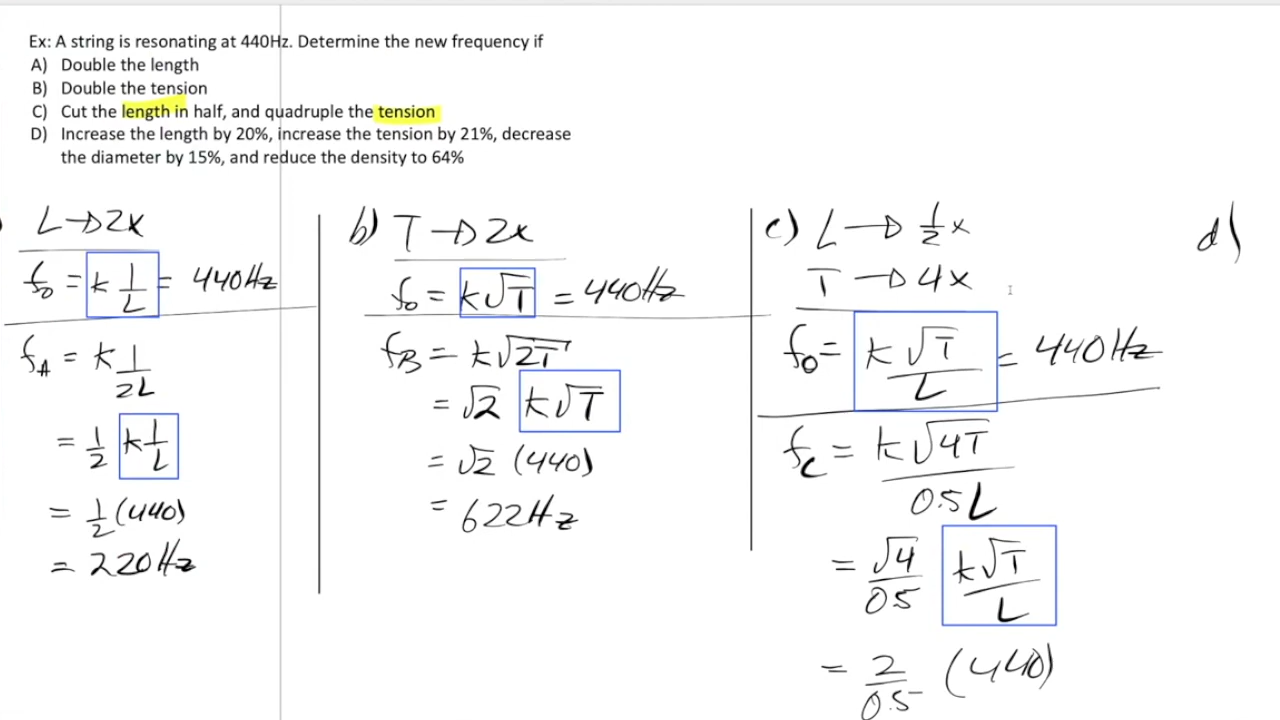 Ex: A string is resonating at 440Hz. Determine the new frequency if
A) Double the length
B) Double the tension
C) Cut the length in half, and quadruple the tension
D) Increase the length by 20%, increase the tension by 21%, decrease
the diameter by 15%, and reduce the density to 64%
) L→2x
f₀ = k 1/L = 440Hz
f_A = k 1/2L
= 1/2 k 1/L
= 1/2 (440)
= 220Hz
b) T→2x
f₀ = k√T = 440Hz
f_B = k√2T
= √2 k√T
= √2 (440)
= 622Hz
c) L→ 1/2 x
T→4x
f₀ = k√T/L = 440Hz
f_C = k√4T/0.5L
= √4/0.5 k√T/L
= 2/0.5 (440)
d)